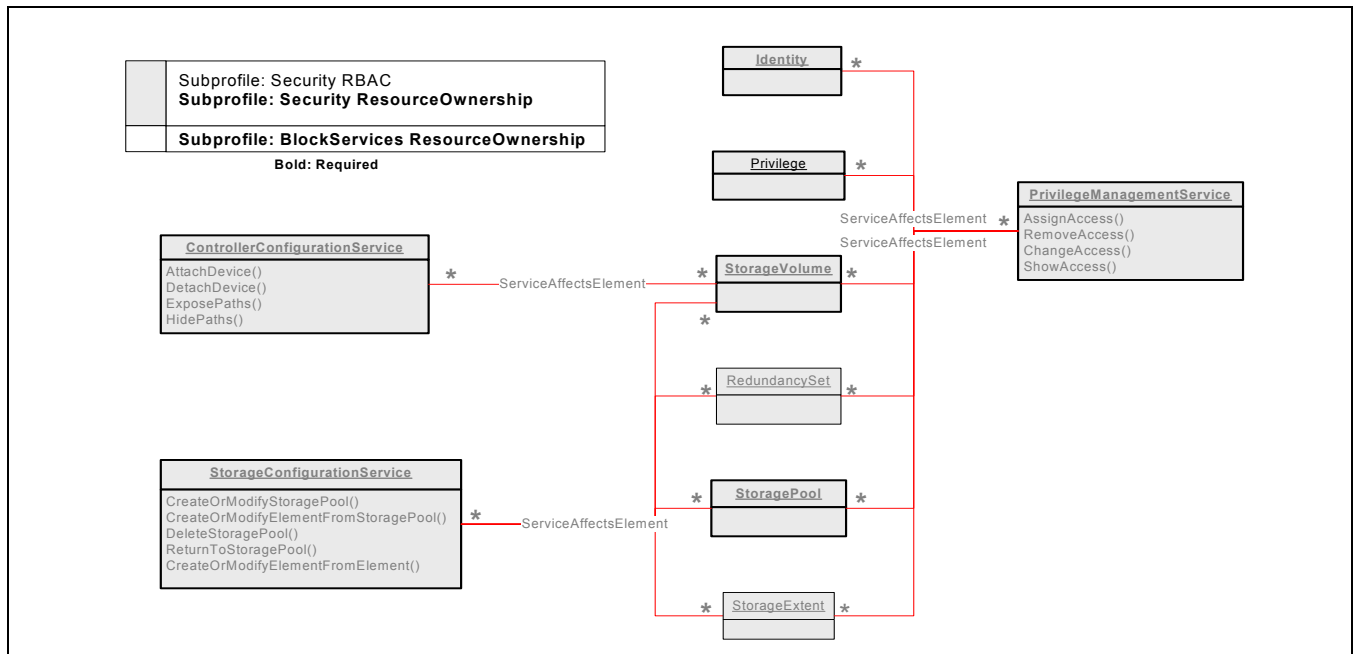 Subprofile: Security RBAC
Subprofile: Security ResourceOwnership
Subprofile: BlockServices ResourceOwnership
Bold: Required
Identity
*
Privilege
*
PrivilegeManagementService
AssignAccess()
RemoveAccess()
ChangeAccess()
ShowAccess()
ServiceAffectsElement *
ServiceAffectsElement
ControllerConfigurationService
AttachDevice()
DetachDevice()
ExposePaths()
HidePaths()
* ServiceAffectsElement *
StorageVolume
*
*
RedundancySet
* *
StorageConfigurationService
CreateOrModifyStoragePool()
CreateOrModifyElementFromStoragePool()
DeleteStoragePool()
ReturnToStoragePool()
CreateOrModifyElementFromElement()
* ServiceAffectsElement
StoragePool
* *
StorageExtent
* *